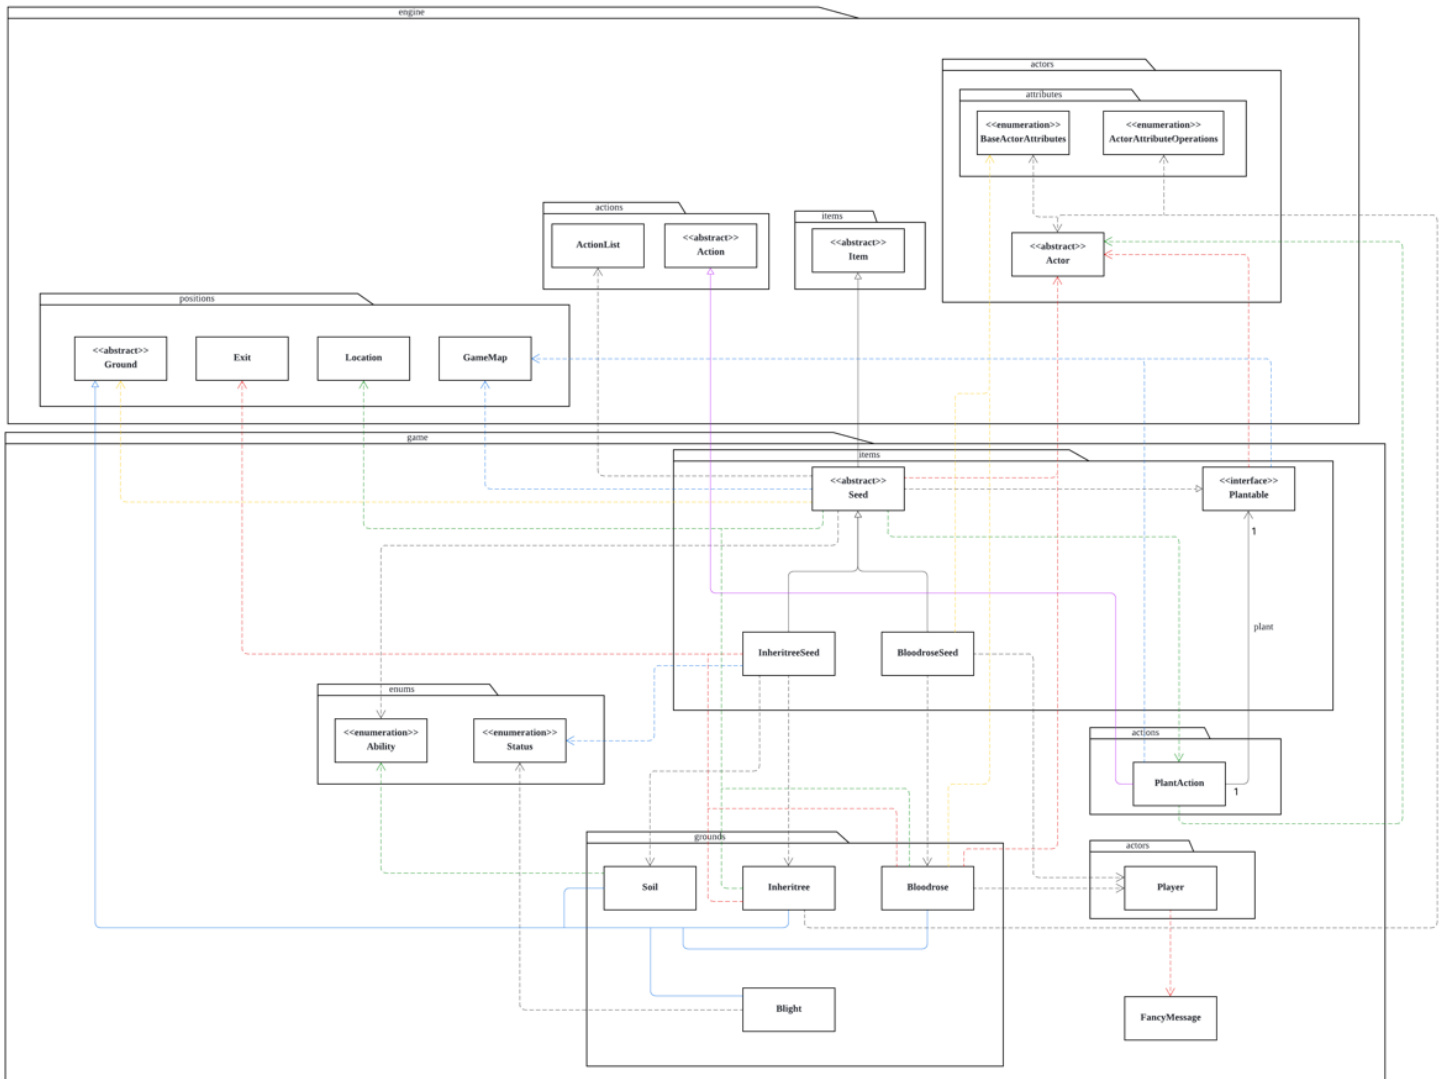 engine
actors
attributes
<<enumeration>>
BaseActorAttributes
<<enumeration>>
ActorAttributeOperations
actions
items
ActionList
<<abstract>>
Action
<<abstract>>
Item
<<abstract>>
Actor
positions
<<abstract>>
Ground
Exit
Location
GameMap
game
items
<<abstract>>
Seed
<<interface>>
Plantable
1
plant
InheritreeSeed
BloodroseSeed
enums
<<enumeration>>
Ability
<<enumeration>>
Status
actions
PlantAction
1
grounds
actors
Soil
Inheritree
Bloodrose
Player
Blight
FancyMessage